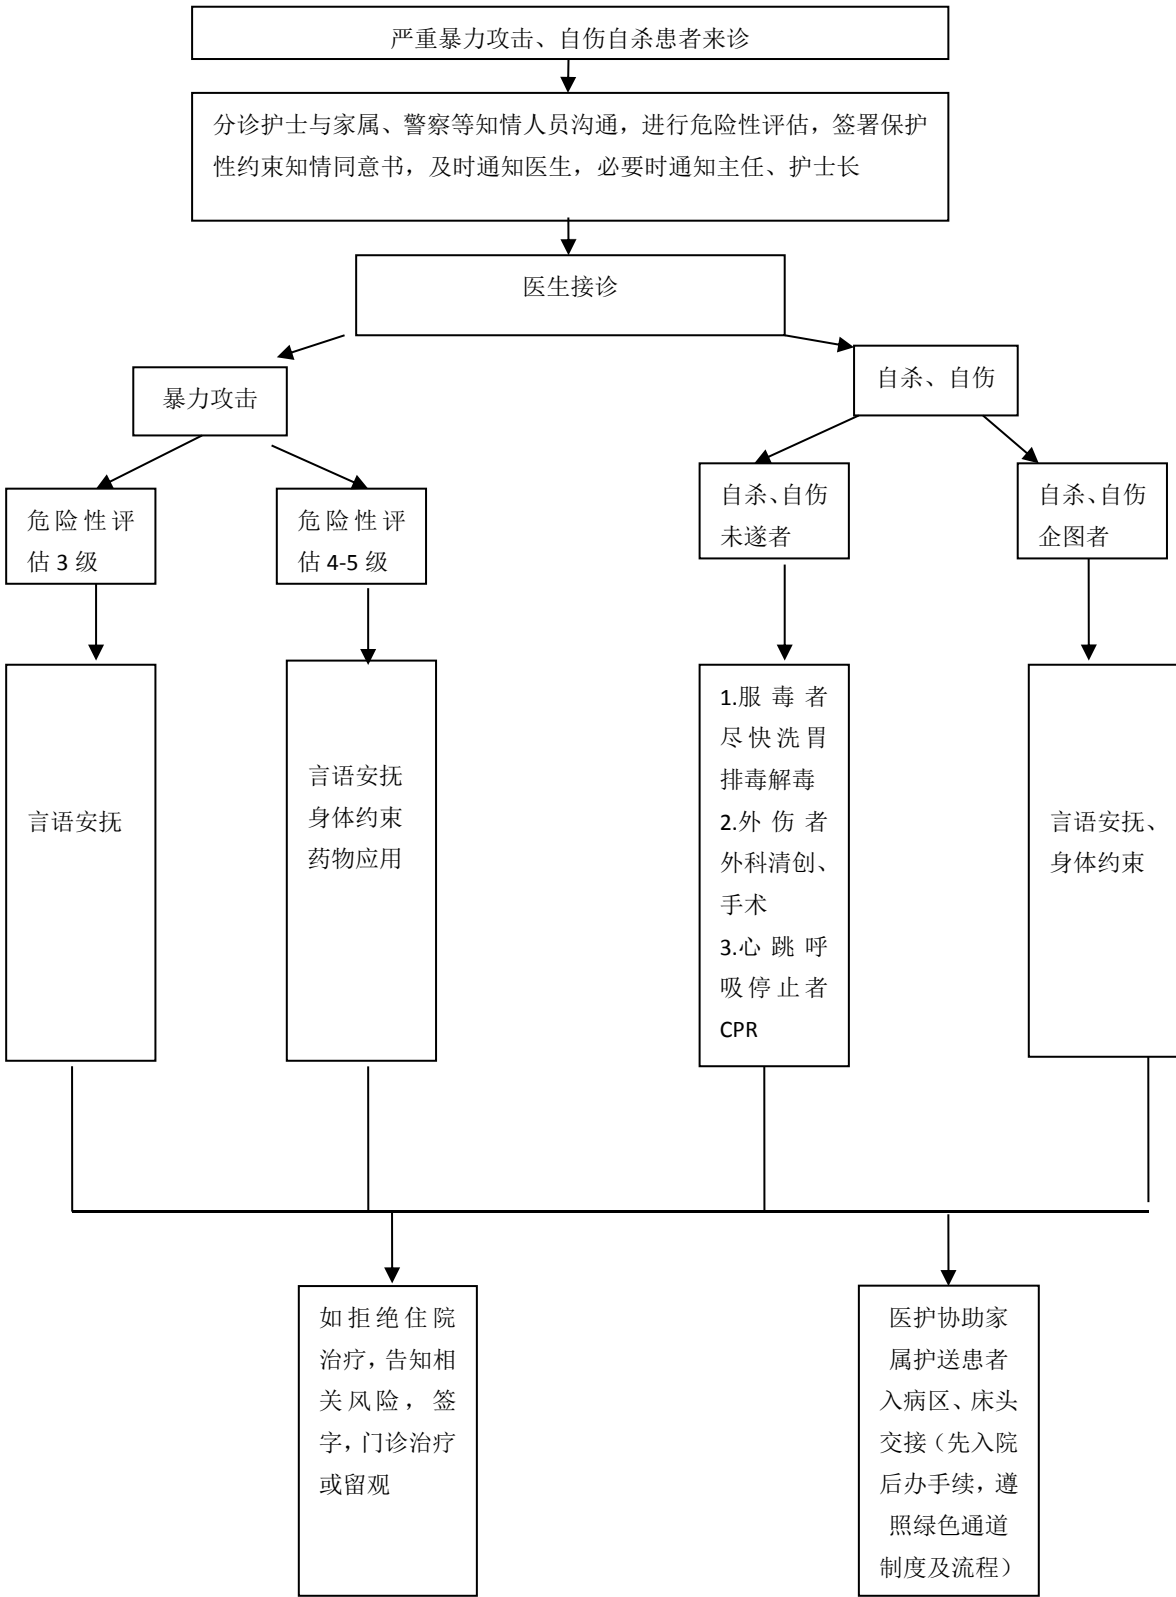 严重暴力攻击、自伤自杀患者来诊
分诊护士与家属、警察等知情人员沟通，进行危险性评估，签署保护
性约束知情同意书，及时通知医生，必要时通知主任、护士长
医生接诊
暴力攻击
自杀、自伤
危险性评
估 3 级
危险性评
估 4-5 级
自杀、自伤
未遂者
自杀、自伤
企图者
言语安抚
言语安抚
身体约束
药物应用
1.服毒者
尽快洗胃
排毒解毒
2.外伤者
外科清创、
手术
3.心跳呼
吸停止者
CPR
言语安抚、
身体约束
如拒绝住院
治疗，告知相
关风险，签
字，门诊治疗
或留观
医护协助家
属护送患者
入病区、床头
交接（先入院
后办手续，遵
照绿色通道
制度及流程）